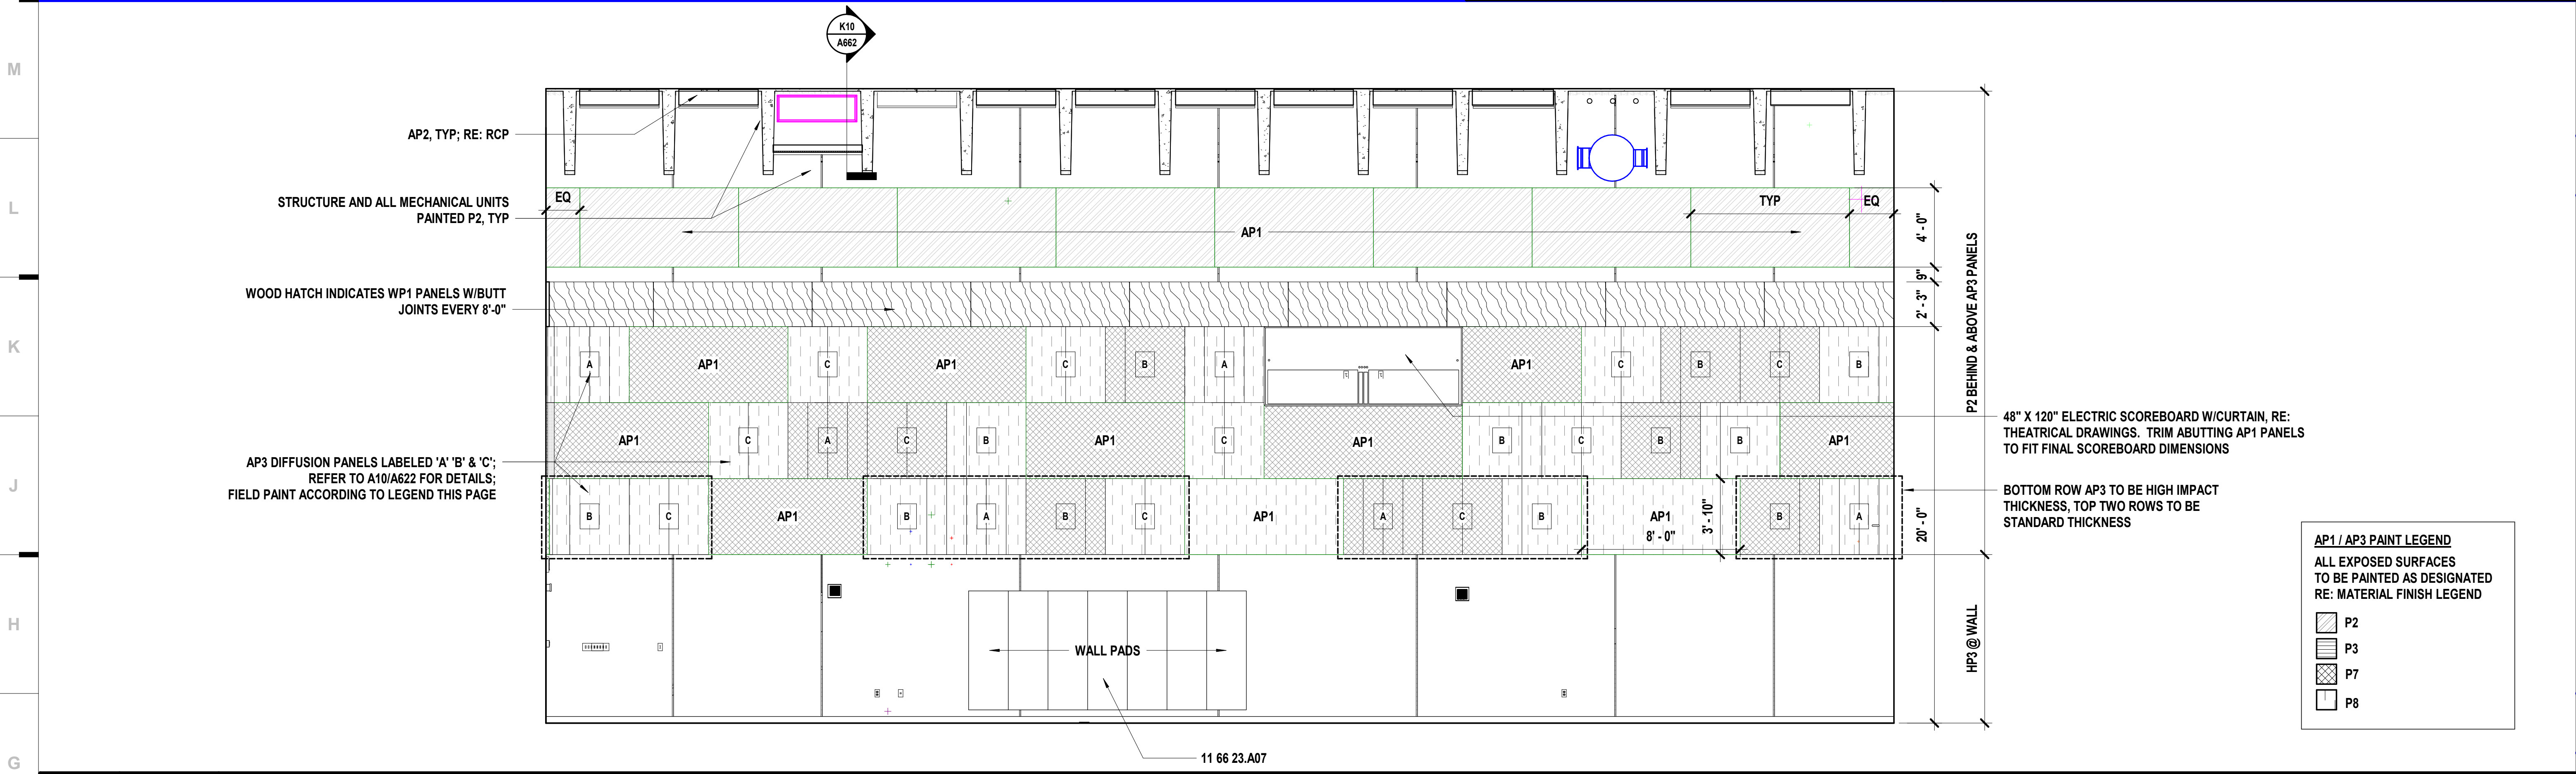 K10
A662
M
AP2, TYP; RE: RCP
L
STRUCTURE AND ALL MECHANICAL UNITS
PAINTED P2, TYP
EQ
TYP
EQ
AP1
4' - 0"
9"
2' - 3"
P2 BEHIND & ABOVE AP3 PANELS
WOOD HATCH INDICATES WP1 PANELS W/BUTT
JOINTS EVERY 8'-0"
K
A
AP1
C
AP1
C
B
A
AP1
C
B
C
B
48" X 120" ELECTRIC SCOREBOARD W/CURTAIN, RE:
THEATRICAL DRAWINGS. TRIM ABUTTING AP1 PANELS
TO FIT FINAL SCOREBOARD DIMENSIONS
AP1
C
A
C
B
AP1
C
AP1
B
C
B
B
AP1
AP3 DIFFUSION PANELS LABELED 'A' 'B' & 'C';
REFER TO A10/A622 FOR DETAILS;
FIELD PAINT ACCORDING TO LEGEND THIS PAGE
J
BOTTOM ROW AP3 TO BE HIGH IMPACT
THICKNESS, TOP TWO ROWS TO BE
STANDARD THICKNESS
B
C
AP1
B
A
B
C
AP1
A
C
B
AP1
8' - 0"
3' - 10"
B
A
20' - 0"
H
WALL PADS
HP3 @ WALL
AP1 / AP3 PAINT LEGEND
ALL EXPOSED SURFACES
TO BE PAINTED AS DESIGNATED
RE: MATERIAL FINISH LEGEND
P2
P3
P7
P8
G
11 66 23.A07